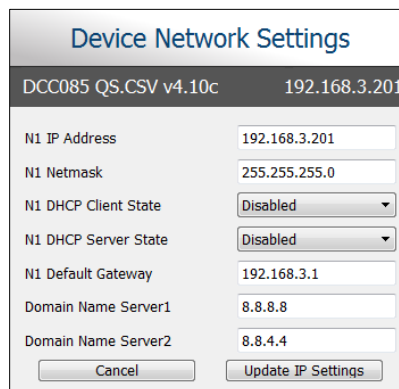 Device Network Settings
DCC085 QS.CSV v4.10c 192.168.3.201
N1 IP Address 192.168.3.201
N1 Netmask 255.255.255.0
N1 DHCP Client State Disabled
N1 DHCP Server State Disabled
N1 Default Gateway 192.168.3.1
Domain Name Server1 8.8.8.8
Domain Name Server2 8.8.4.4
Cancel Update IP Settings